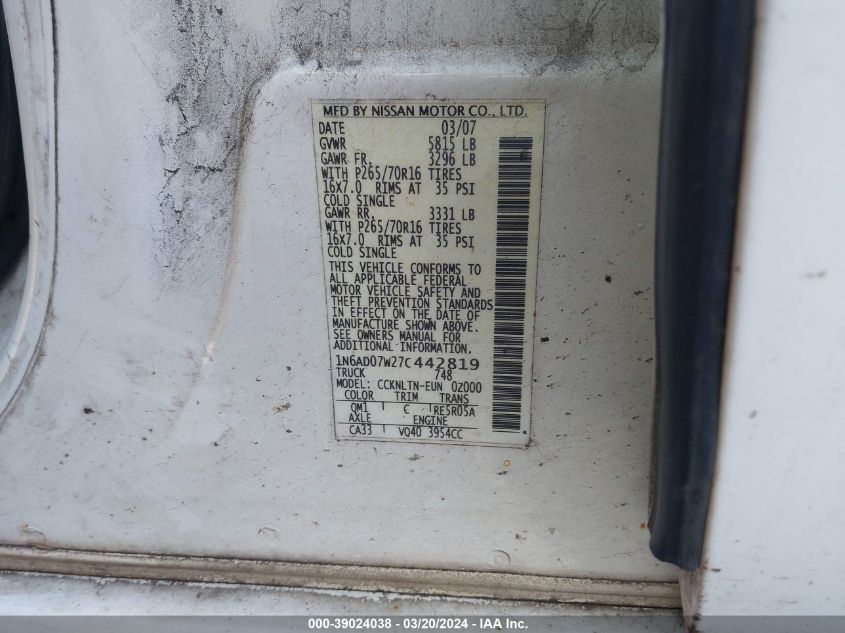 MFD BY NISSAN MOTOR CO., LTD.
DATE 03/07
GVWR 5815 LB
GAWR FR. 3296 LB
WITH P265/70R16 TIRES
16X7.0 RIMS AT 35 PSI
COLD SINGLE
GAWR RR. 3331 LB
WITH P265/70R16 TIRES
16X7.0 RIMS AT 35 PSI
COLD SINGLE
THIS VEHICLE CONFORMS TO
ALL APPLICABLE FEDERAL
MOTOR VEHICLE SAFETY AND
THEFT PREVENTION STANDARDS
IN EFFECT ON THE DATE OF
MANUFACTURE SHOWN ABOVE.
SEE OWNERS MANUAL FOR
ADDITIONAL INFORMATION.
1N6AD07W27C442819
TRUCK 748
MODEL: CCKNLTN-EUN 0Z000
COLOR TRIM TRANS
QM1 C RE5R05A
AXLE ENGINE
CA33 VQ40 3954CC
000-39024038 - 03/20/2024 - IAA Inc.